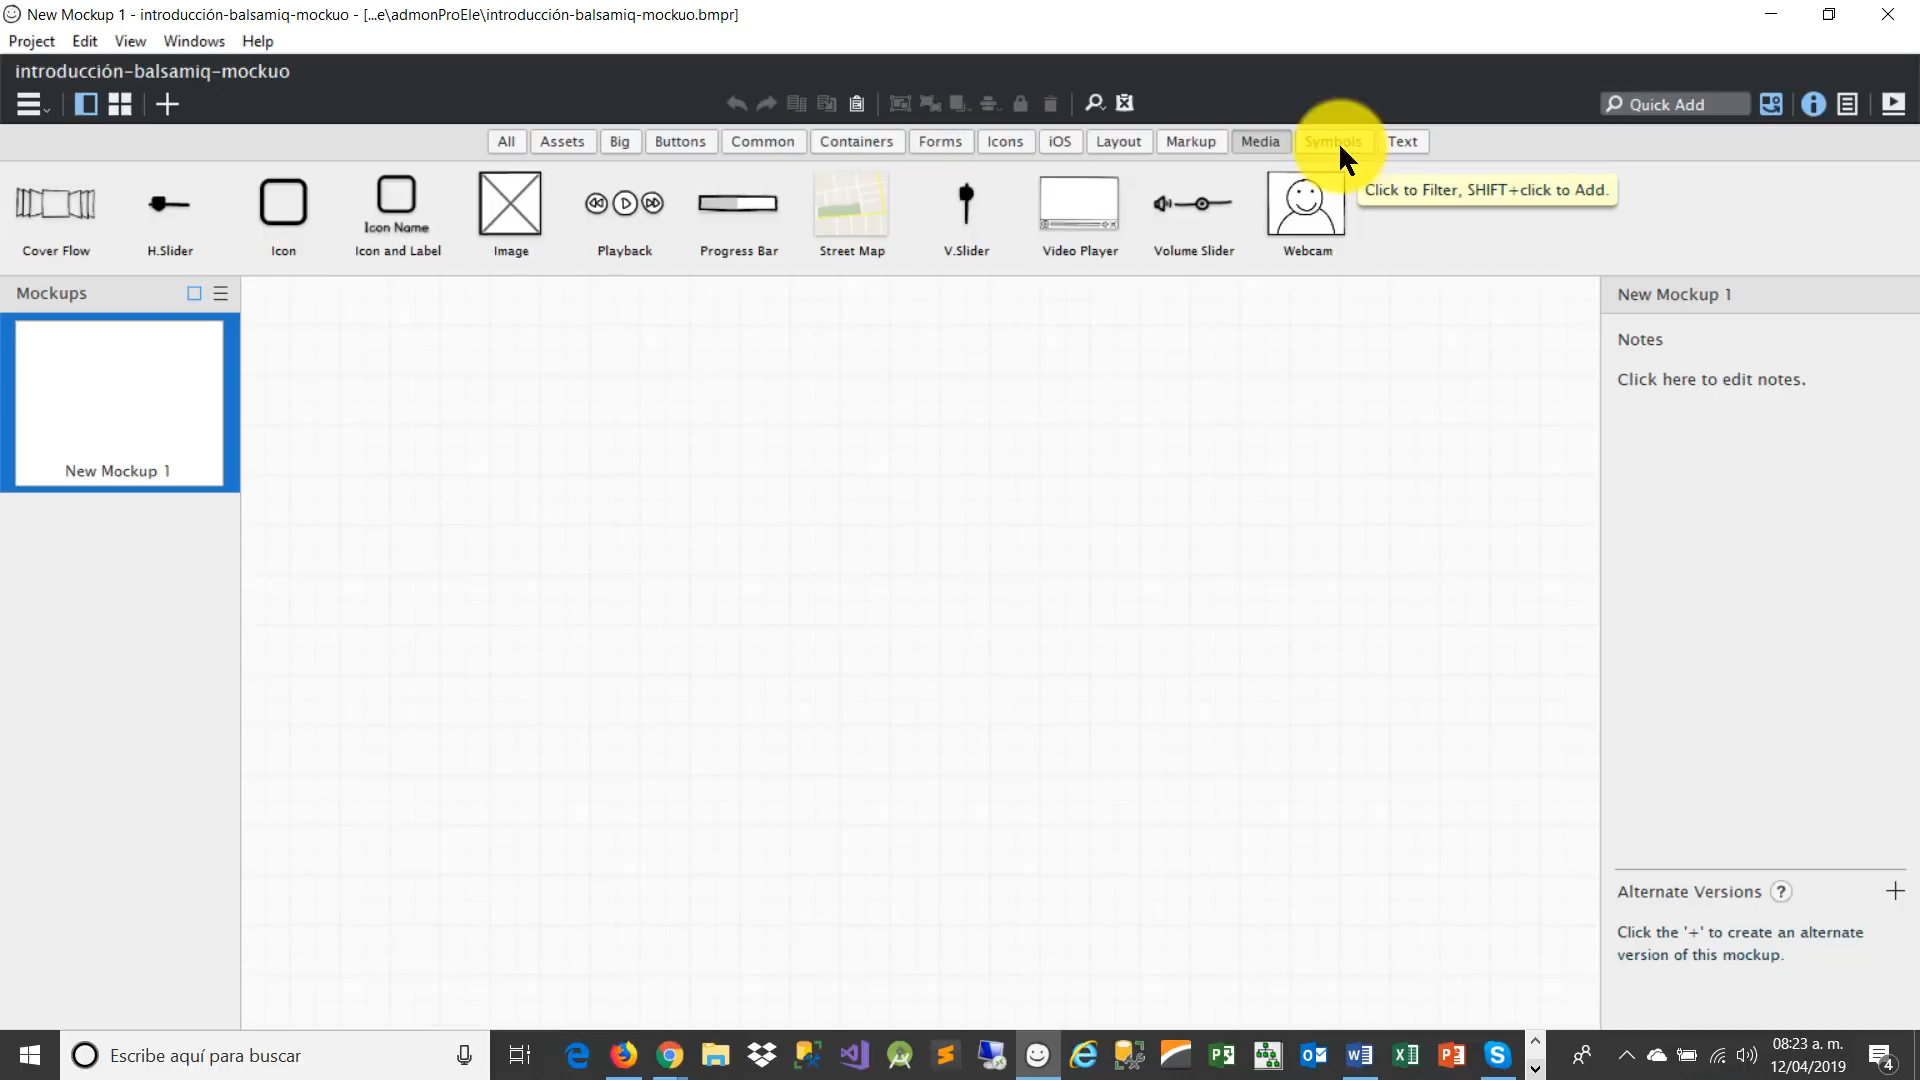 New Mockup 1 - introducción-balsamiq-mockuo - [...e\admonProEle\introducción-balsamiq-mockuo.bmpr]
Project Edit View Windows Help
introducción-balsamiq-mockuo
Quick Add
All Assets Big Buttons Common Containers Forms Icons iOS Layout Markup Media Symbols Text
Click to Filter, SHIFT+click to Add.
Icon Name
Cover Flow H.Slider Icon Icon and Label Image Playback Progress Bar Street Map V.Slider Video Player Volume Slider Webcam
Mockups
New Mockup 1
New Mockup 1
Notes
Click here to edit notes.
Alternate Versions ?
Click the '+' to create an alternate
version of this mockup.
Escribe aquí para buscar
08:23 a. m.
12/04/2019
4